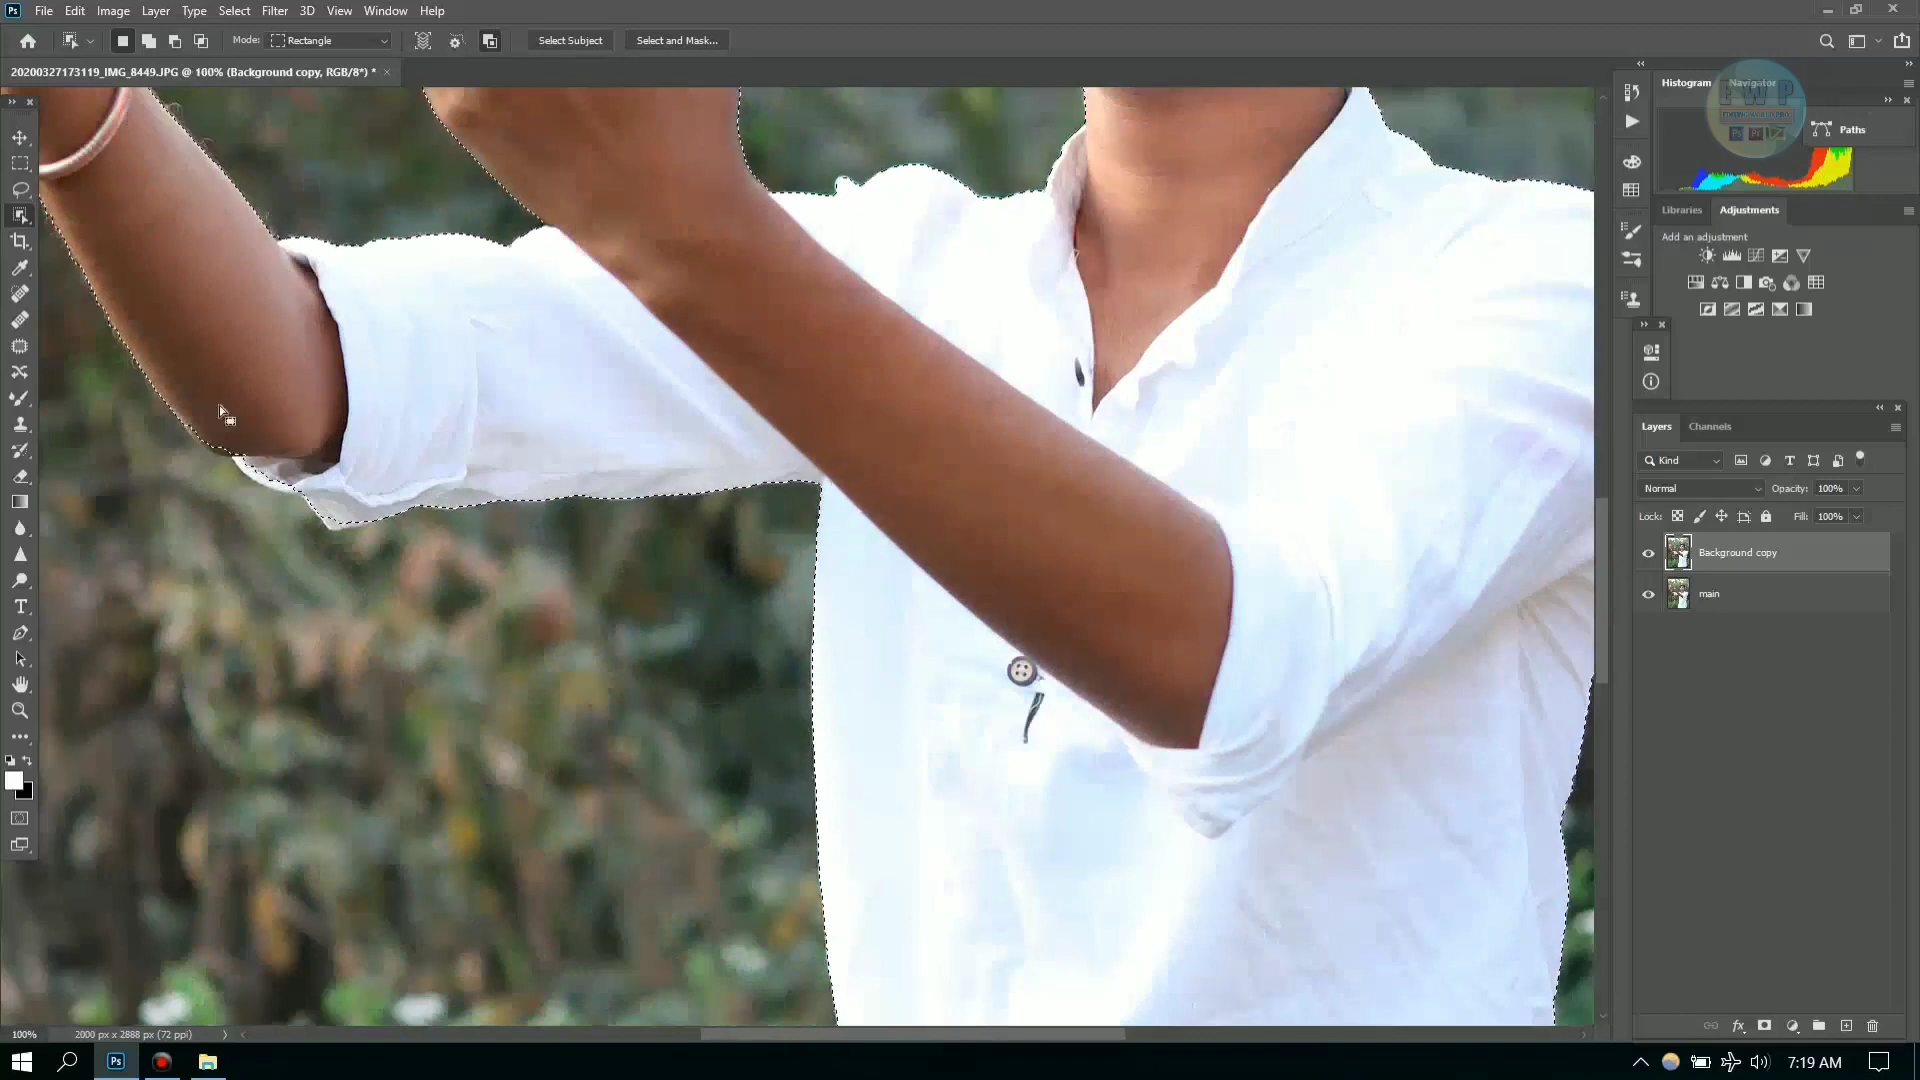 Ps File Edit Image Layer Type Select Filter 3D View Window Help
Mode: Rectangle Select Subject Select and Mask...
20200327173119_IMG_8449.JPG @ 100% (Background copy, RGB/8*) * ×
Histogram Navigator
Paths
Libraries Adjustments
Add an adjustment
Layers Channels
Kind
Normal Opacity: 100%
Lock: Fill: 100%
Background copy
main
100% 2000 px x 2888 px (72 ppi)
Ps 7:19 AM